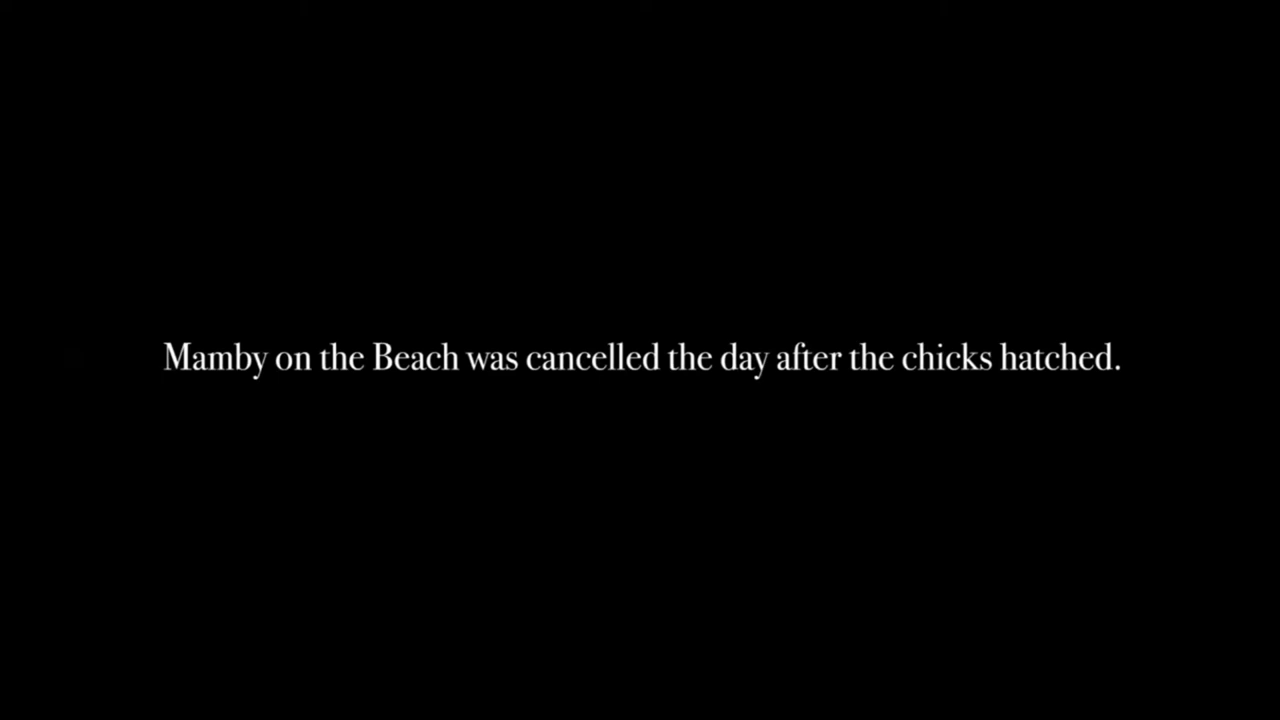 Mamby on the Beach was cancelled the day after the chicks hatched.